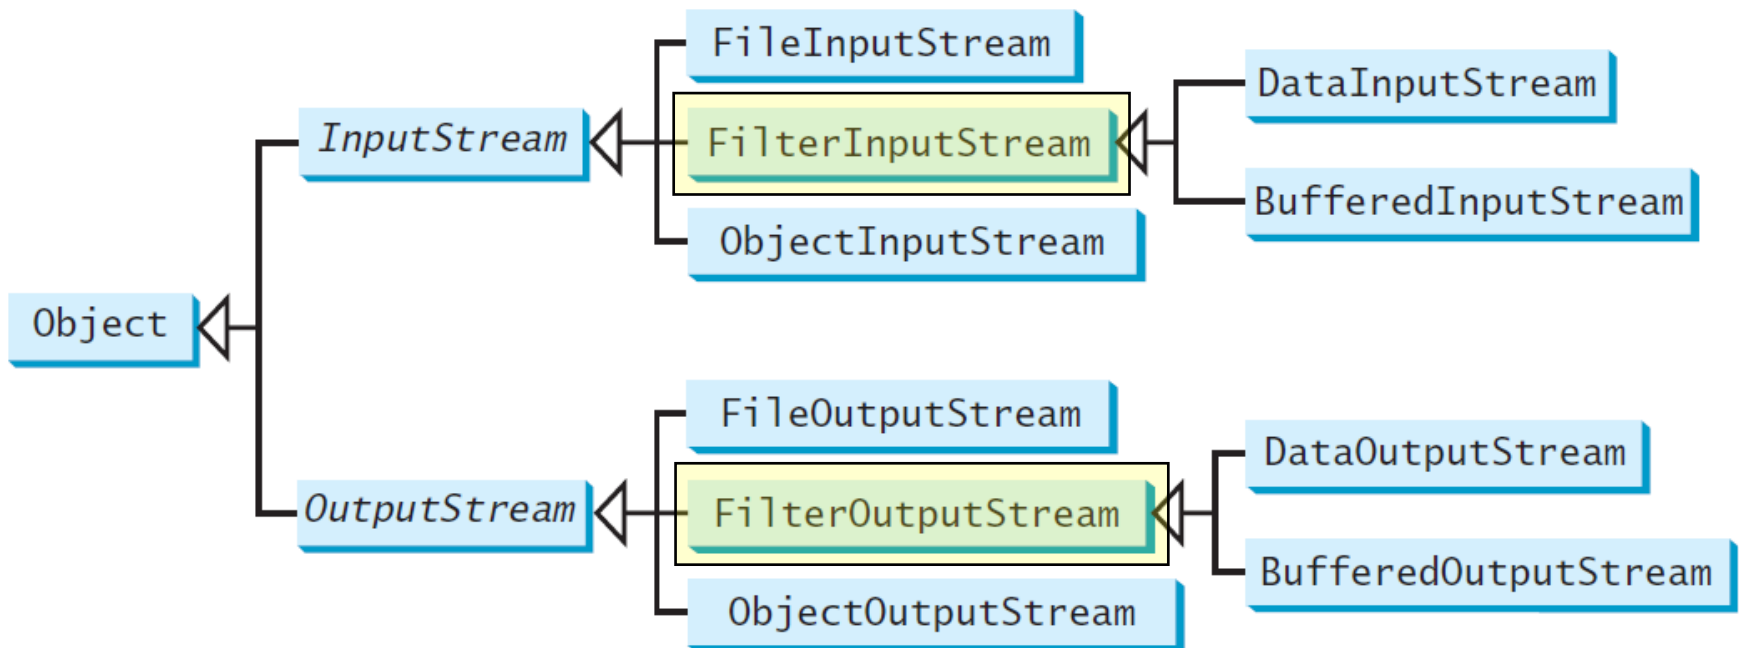 FileInputStream
DataInputStream
InputStream
FilterInputStream
BufferedInputStream
ObjectInputStream
Object
FileOutputStream
DataOutputStream
OutputStream
FilterOutputStream
BufferedOutputStream
ObjectOutputStream